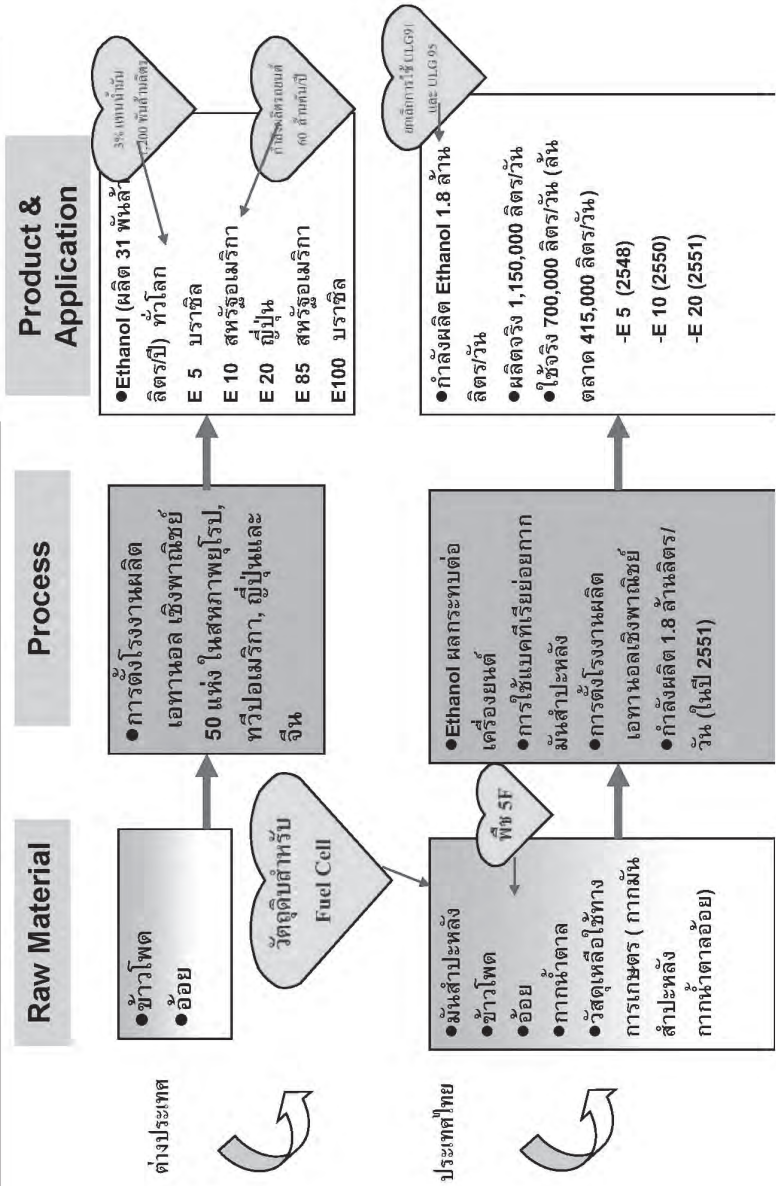 Raw Material
Process
Product &
Application
ต่างประเทศ
●ข้าวโพด
●อ้อย
●การตั้งโรงงานผลิต
เอทานอล เชิงพาณิชย์
50 แห่ง ในสหภาพยุโรป,
ทวีปอเมริกา, ญี่ปุ่นและ
จีน
●Ethanol (ผลิต 31 พันล้า
ลิตร/ปี) ทั่วโลก
E 5 บราซิล
E 10 สหรัฐอเมริกา
E 20 ญี่ปุ่น
E 85 สหรัฐอเมริกา
E100 บราซิล
3% แทนน้ำมัน
1,200 พันล้านลิตร
กำลังผลิตรถยนต์
60 ล้านคัน/ปี
วัตถุดิบสำหรับ
Fuel Cell
ประเทศไทย
●มันสำปะหลัง
●ข้าวโพด
●อ้อย
●กากน้ำตาล
●วัสดุเหลือใช้ทาง
การเกษตร ( กากมัน
สำปะหลัง
กากน้ำตาลอ้อย)
พืช 5F
●Ethanol ผลกระทบต่อ
เครื่องยนต์
●การใช้แบคทีเรียย่อยกาก
มันสำปะหลัง
●การตั้งโรงงานผลิต
เอทานอลเชิงพาณิชย์
●กำลังผลิต 1.8 ล้านลิตร/
วัน (ในปี 2551)
●กำลังผลิต Ethanol 1.8 ล้าน
ลิตร/วัน
●ผลิตจริง 1,150,000 ลิตร/วัน
●ใช้จริง 700,000 ลิตร/วัน (ล้น
ตลาด 415,000 ลิตร/วัน)
-E 5 (2548)
-E 10 (2550)
-E 20 (2551)
ยกเลิกการใช้ ULG91
และ ULG 95